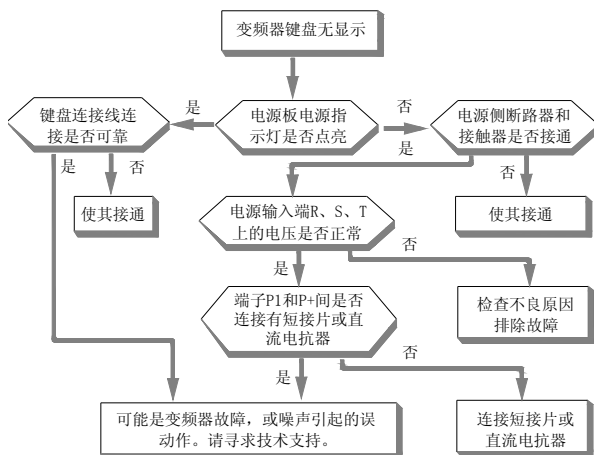 变频器键盘无显示
是
否
键盘连接线连
接是否可靠
电源板电源指
示灯是否点亮
电源侧断路器和
接触器是否接通
是
否
是
否
使其接通
电源输入端R、S、T
上的电压是否正常
使其接通
是
否
端子P1和P+间是否
连接有短接片或直
流电抗器
检查不良原因
排除故障
是
否
可能是变频器故障，或噪声引起的误
动作。请寻求技术支持。
连接短接片或
直流电抗器